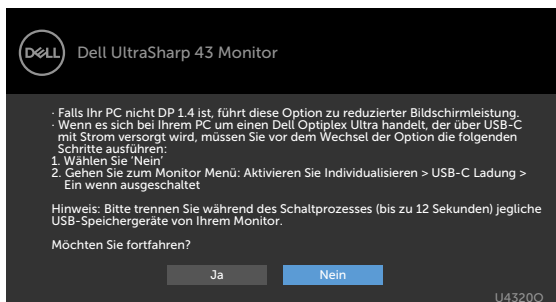 DELL Dell UltraSharp 43 Monitor
· Falls Ihr PC nicht DP 1.4 ist, führt diese Option zu reduzierter Bildschirmleistung.
· Wenn es sich bei Ihrem PC um einen Dell Optiplex Ultra handelt, der über USB-C
mit Strom versorgt wird, müssen Sie vor dem Wechsel der Option die folgenden
Schritte ausführen:
1. Wählen Sie 'Nein'
2. Gehen Sie zum Monitor Menü: Aktivieren Sie Individualisieren > USB-C Ladung >
Ein wenn ausgeschaltet
Hinweis: Bitte trennen Sie während des Schaltprozesses (bis zu 12 Sekunden) jegliche
USB-Speichergeräte von Ihrem Monitor.
Möchten Sie fortfahren?
Ja Nein
U4320Q